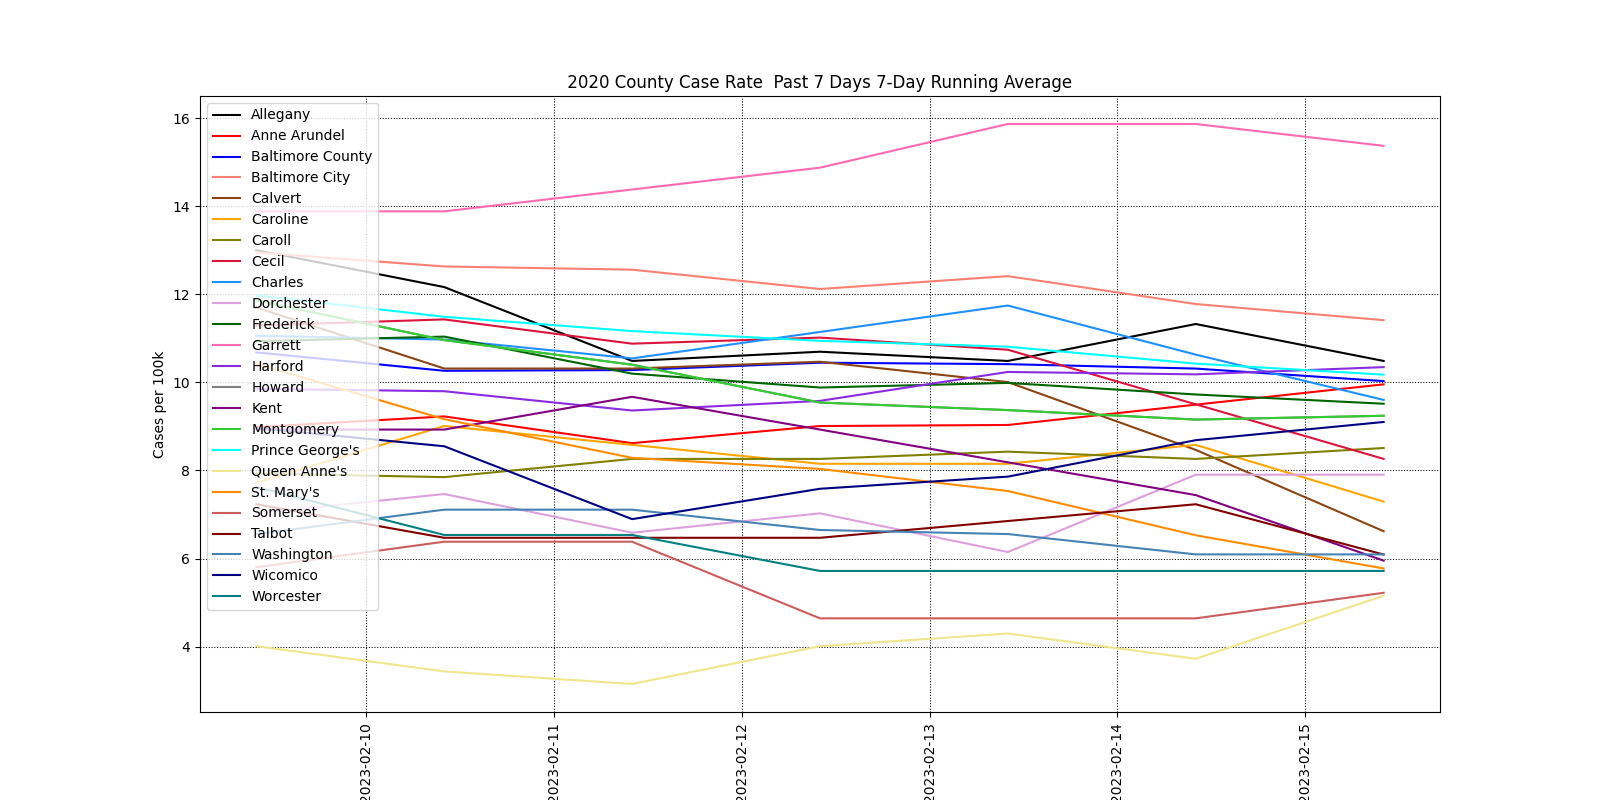 2020 County Case Rate  Past 7 Days 7-Day Running Average
Cases per 100k
16
14
12
10
8
6
4
Allegany
Anne Arundel
Baltimore County
Baltimore City
Calvert
Caroline
Caroll
Cecil
Charles
Dorchester
Frederick
Garrett
Harford
Howard
Kent
Montgomery
Prince George's
Queen Anne's
St. Mary's
Somerset
Talbot
Washington
Wicomico
Worcester
2023-02-10
2023-02-11
2023-02-12
2023-02-13
2023-02-14
2023-02-15